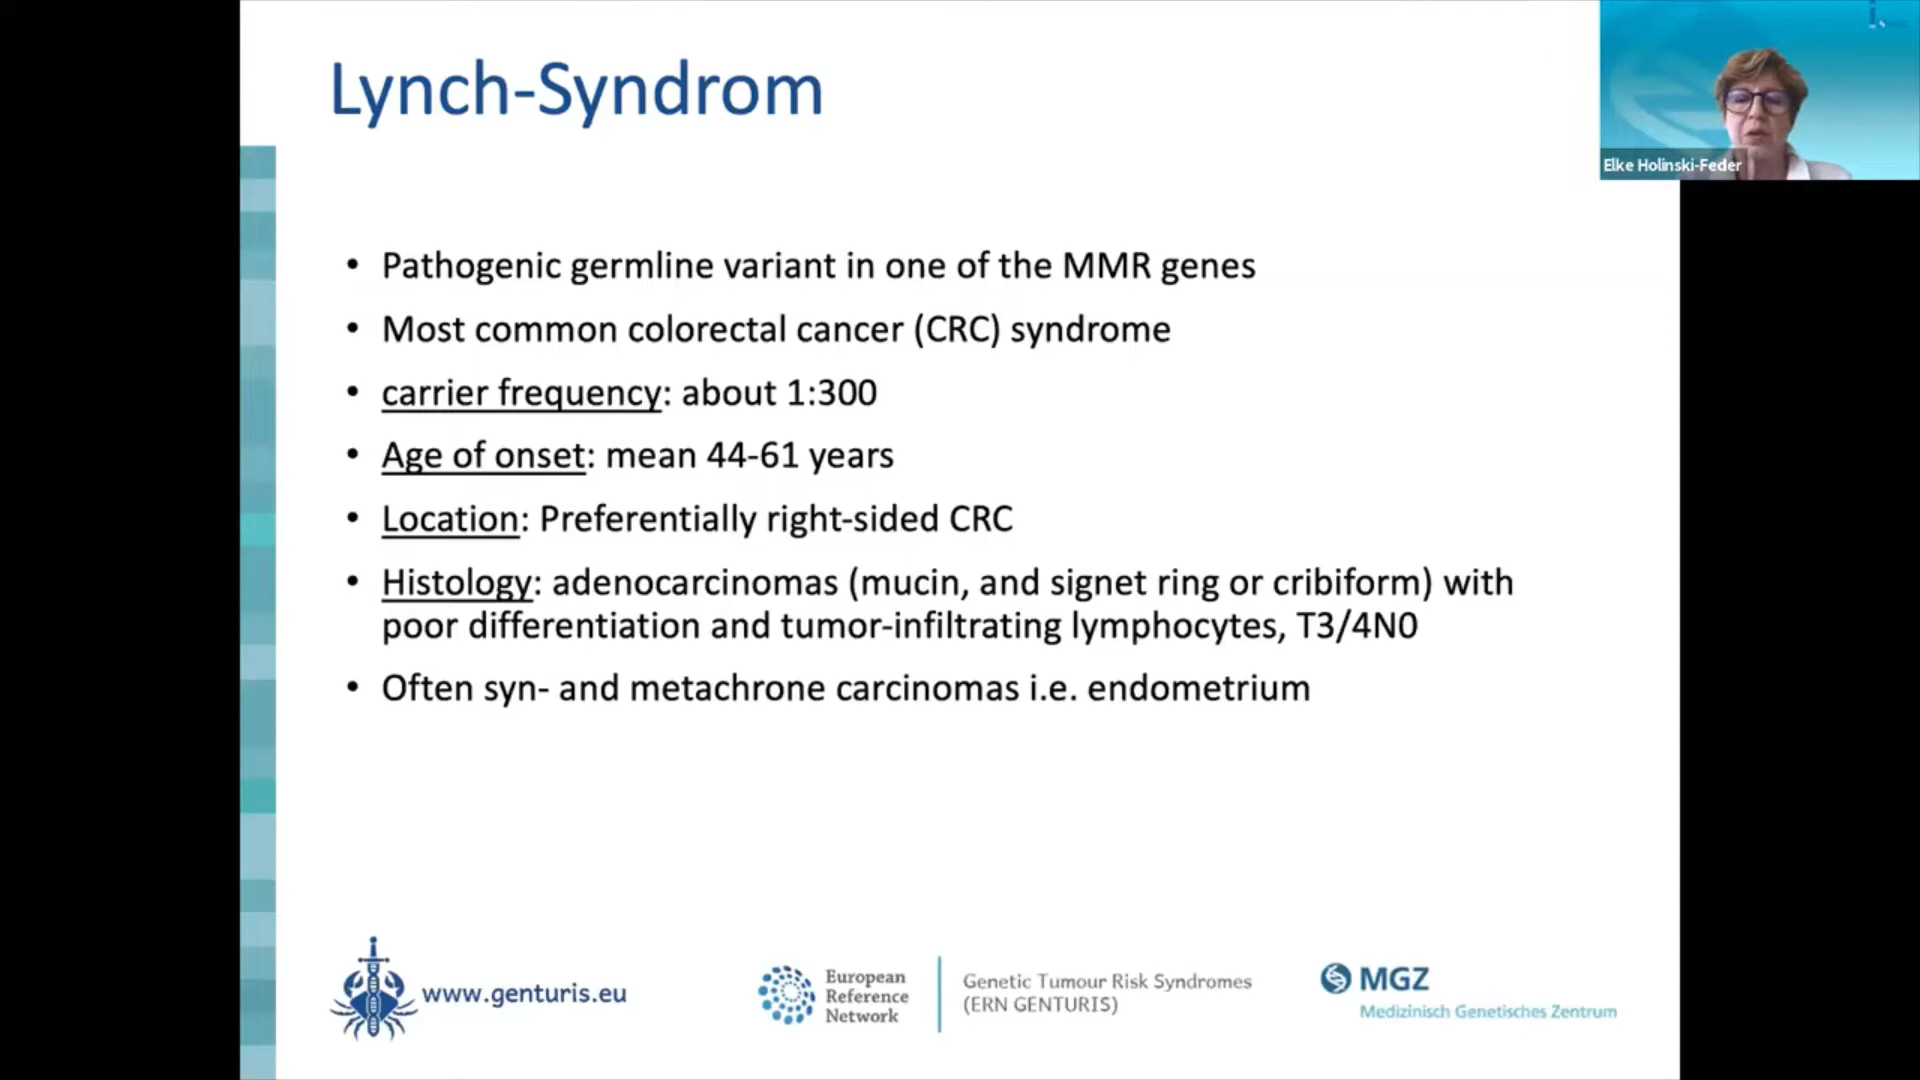 Lynch-Syndrom
Elke Holinski-Feder
• Pathogenic germline variant in one of the MMR genes
• Most common colorectal cancer (CRC) syndrome
• carrier frequency: about 1:300
• Age of onset: mean 44-61 years
• Location: Preferentially right-sided CRC
• Histology: adenocarcinomas (mucin, and signet ring or cribiform) with
poor differentiation and tumor-infiltrating lymphocytes, T3/4N0
• Often syn- and metachrone carcinomas i.e. endometrium
www.genturis.eu
European
Reference
Network
Genetic Tumour Risk Syndromes
(ERN GENTURIS)
MGZ
Medizinisch Genetisches Zentrum